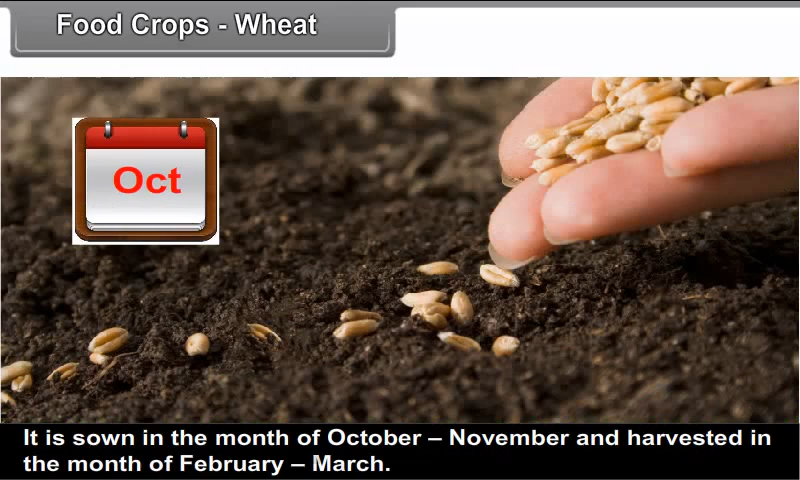 Food Crops - Wheat
Oct
It is sown in the month of October – November and harvested in
the month of February – March.